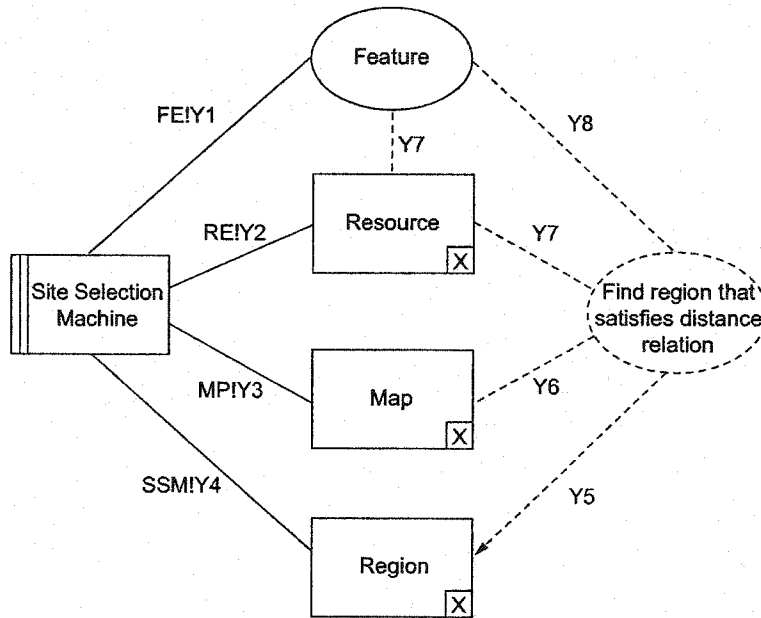 Feature
FE!Y1
Y8
Y7
Resource
X
RE!Y2
Y7
Site Selection
Machine
Find region that
satisfies distance
relation
Map
X
MP!Y3
Y6
SSM!Y4
Y5
Region
X